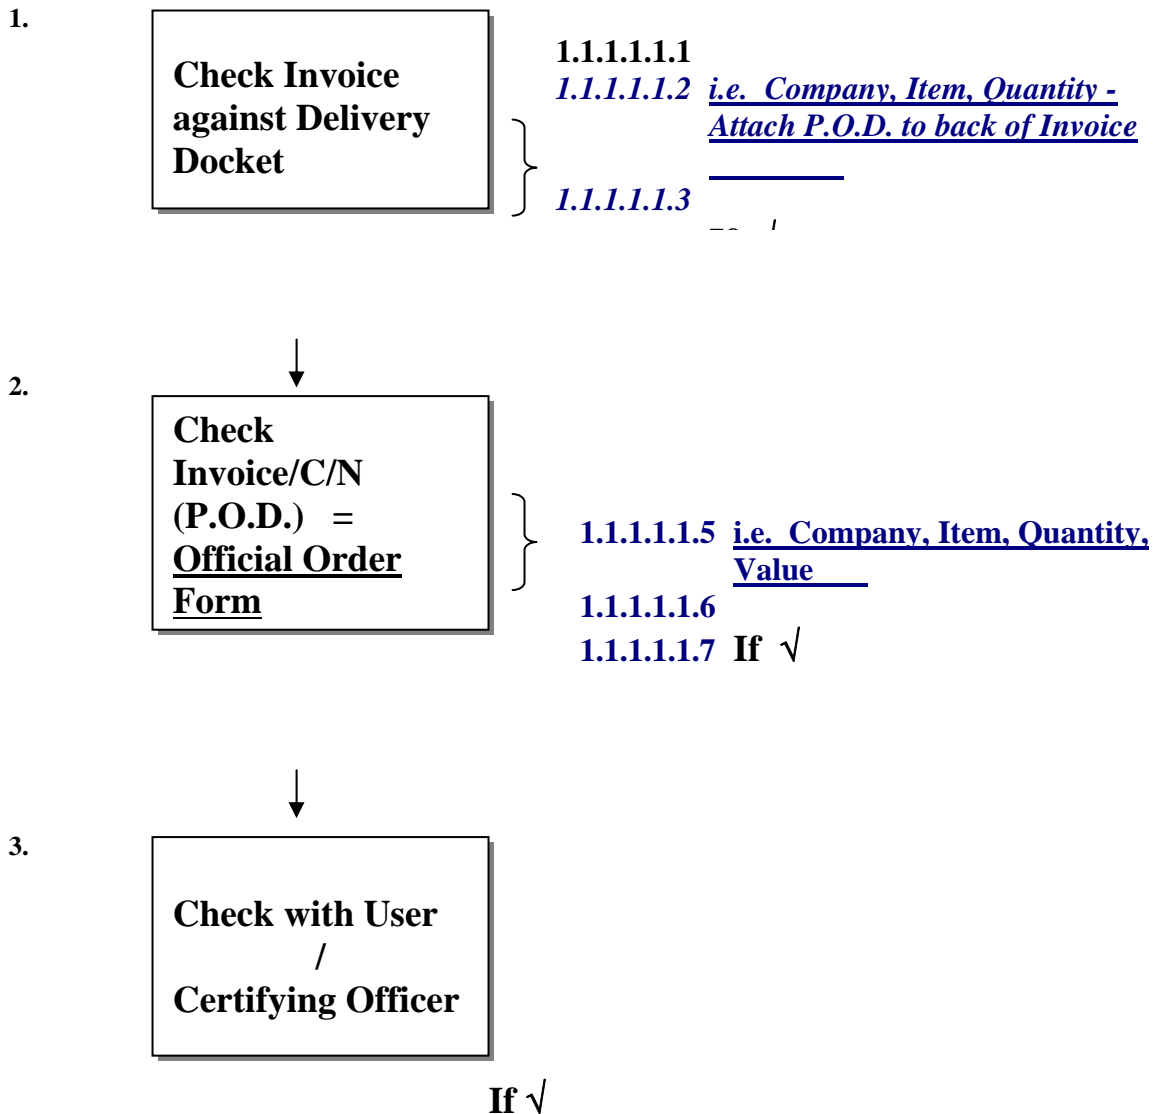 1.
Check Invoice
against Delivery
Docket
1.1.1.1.1.1
1.1.1.1.1.2 i.e. Company, Item, Quantity -
Attach P.O.D. to back of Invoice
1.1.1.1.1.3
2.
Check
Invoice/C/N
(P.O.D.) =
Official Order
Form
1.1.1.1.1.5 i.e. Company, Item, Quantity,
Value
1.1.1.1.1.6
1.1.1.1.1.7 If √
3.
Check with User
/
Certifying Officer
If √